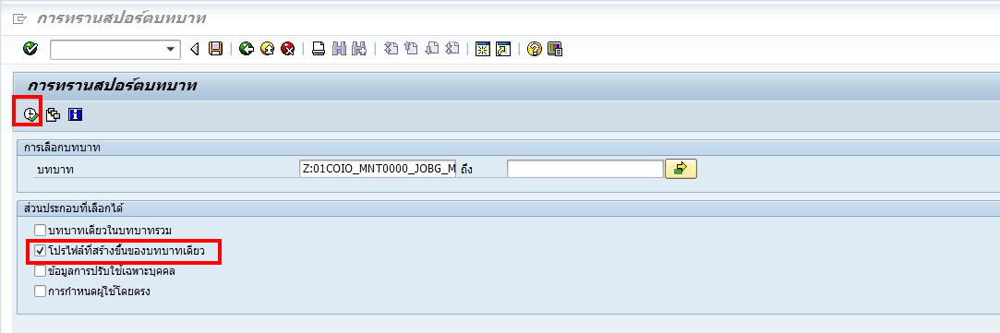 การทรานสปอร์ตบทบาท
การทรานสปอร์ตบทบาท
การเลือกบทบาท
บทบาท Z:01COIO_MNT0000_JOBG_M ถึง
ส่วนประกอบที่เลือกได้
บทบาทเดียวในบทบาทรวม
โปรไฟล์ที่สร้างขึ้นของบทบาทเดียว
ข้อมูลการปรับใช้เฉพาะบุคคล
การกำหนดผู้ใช้โดยตรง